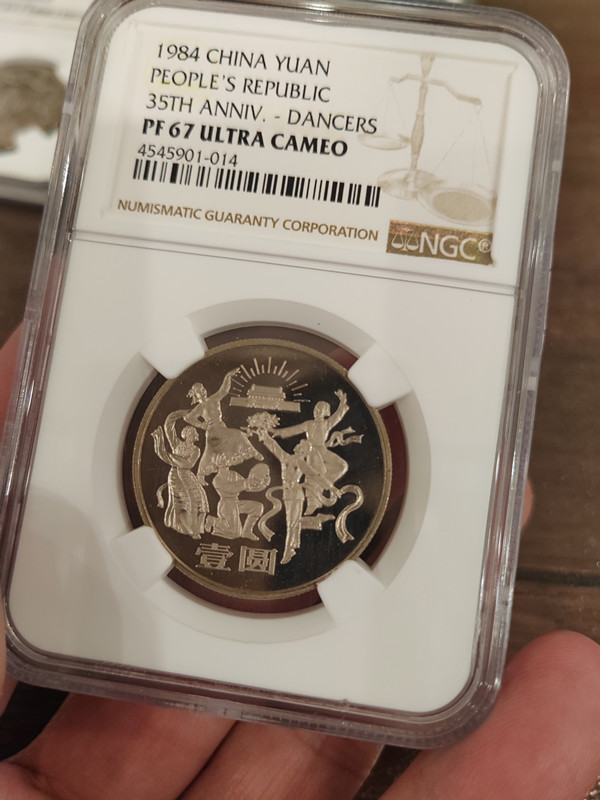 1984 CHINA YUAN
PEOPLE'S REPUBLIC
35TH ANNIV. - DANCERS
PF 67 ULTRA CAMEO
4545901-014
NUMISMATIC GUARANTY CORPORATION
NGC®
壹圓